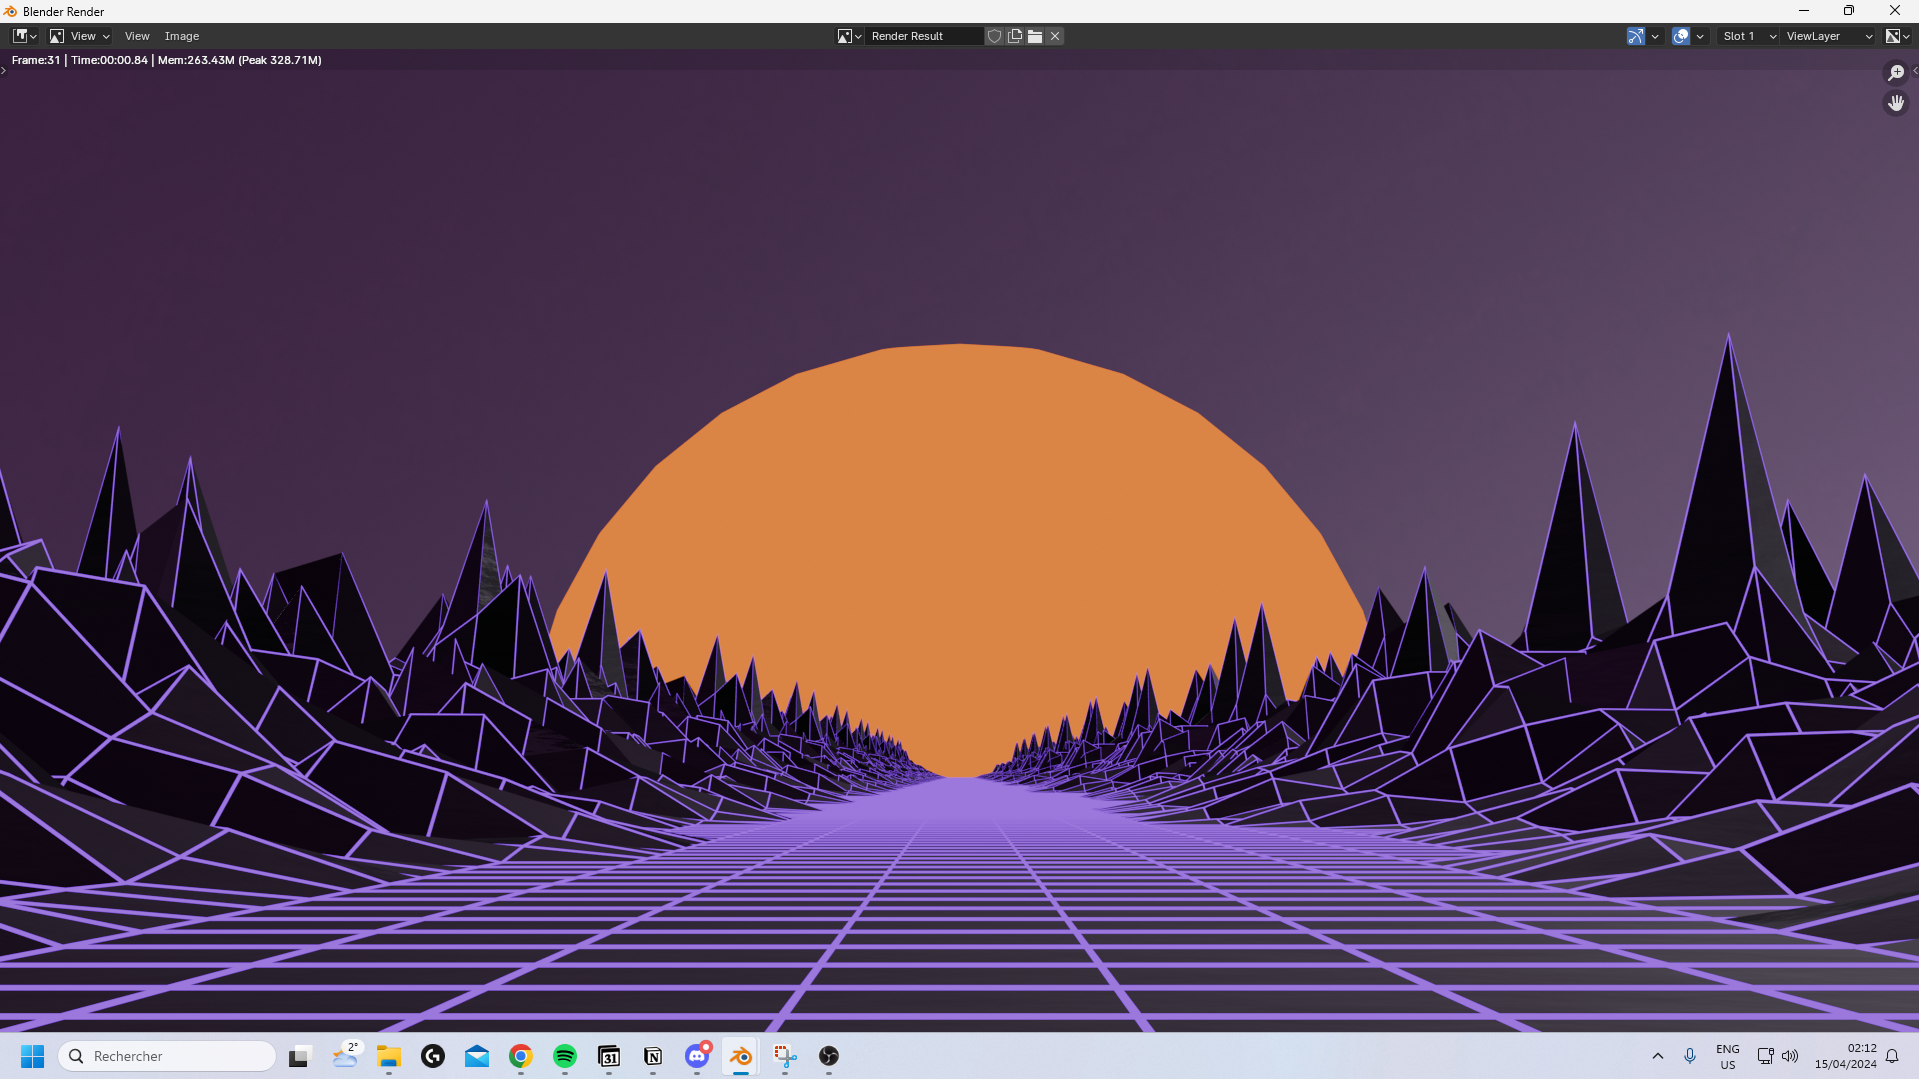 Blender Render
View View Image Render Result Slot 1 ViewLayer
Frame:31 | Time:00:00.84 | Mem:263.43M (Peak 328.71M)
Rechercher
2°
31
N
ENG
US
02:12
15/04/2024